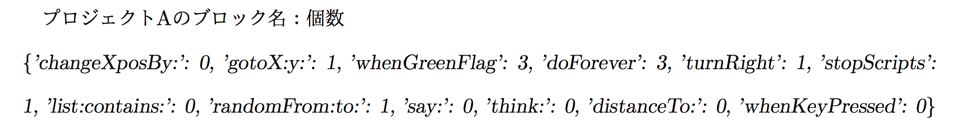 プロジェクトAのブロック名：個数
{'changeXposBy:': 0, 'gotoX:y:': 1, 'whenGreenFlag': 3, 'doForever': 3, 'turnRight': 1, 'stopScripts':
1, 'list:contains:': 0, 'randomFrom:to:': 1, 'say:': 0, 'think:': 0, 'distanceTo:': 0, 'whenKeyPressed': 0}